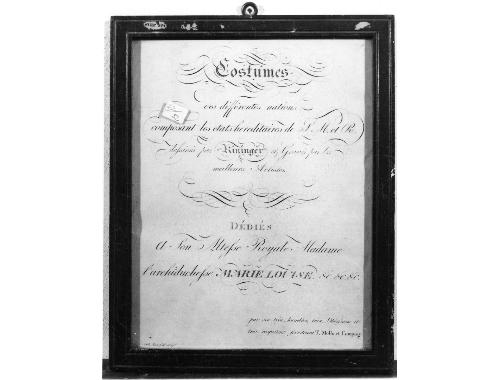 Costumes
des différentes nations
composant les états héréditaires de S. M. I. et R.
dessinés par Kininger et Gravés par les
meilleurs Artistes.
DÉDIÉS
A Son Altesse Royale Madame
l'archiduchesse MARIE LOUISE &c. &c. &c.
par ses très humbles, très Obéissans et
très respectueux serviteurs T. Mollo et Compag.